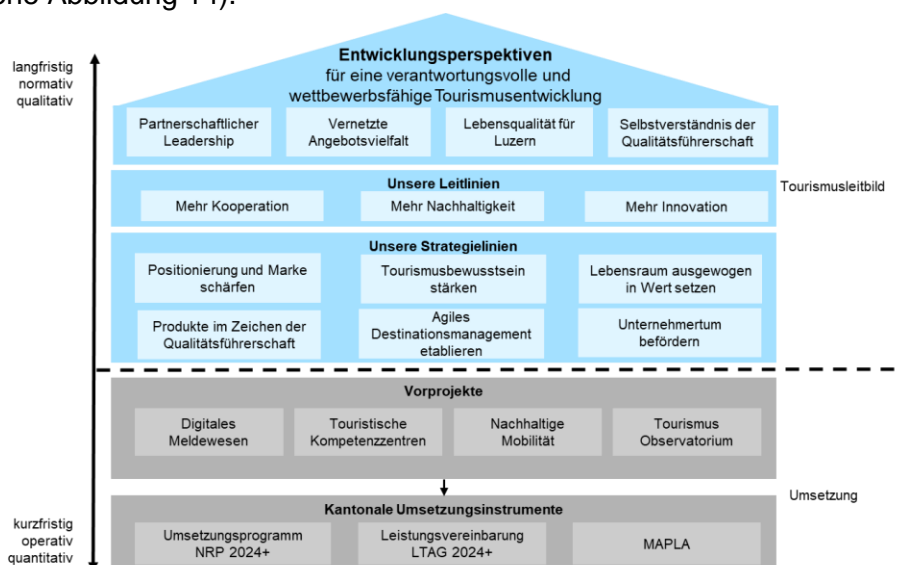 Abbildung 14).
Entwicklungsperspektiven
für eine verantwortungsvolle und
wettbewerbsfähige Tourismusentwicklung
langfristig
normativ
qualitativ
Partnerschaftlicher
Leadership
Vernetzte
Angebotsvielfalt
Lebensqualität für
Luzern
Selbstverständnis der
Qualitätsführerschaft
Unsere Leitlinien
Mehr Kooperation
Mehr Nachhaltigkeit
Mehr Innovation
Tourismusleitbild
Unsere Strategielinien
Positionierung und Marke
schärfen
Tourismusbewusstsein
stärken
Lebensraum ausgewogen
in Wert setzen
Produkte im Zeichen der
Qualitätsführerschaft
Agiles
Destinationsmanagement
etablieren
Unternehmertum
befördern
Vorprojekte
Digitales
Meldewesen
Touristische
Kompetenzzentren
Nachhaltige
Mobilität
Tourismus
Observatorium
Umsetzung
Kantonale Umsetzungsinstrumente
Umsetzungsprogramm
NRP 2024+
Leistungsvereinbarung
LTAG 2024+
MAPLA
kurzfristig
operativ
quantitativ